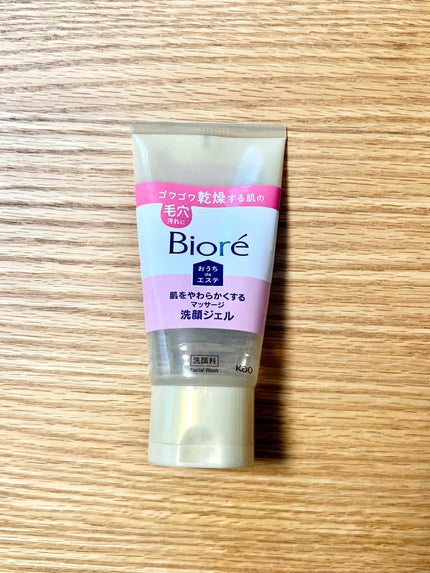 ゴワゴワ乾燥する肌の
毛穴
汚れに
Bioré
おうち
de
エステ
肌をやわらかくする
マッサージ
洗顔ジェル
洗顔料
Facial Wash
Kao